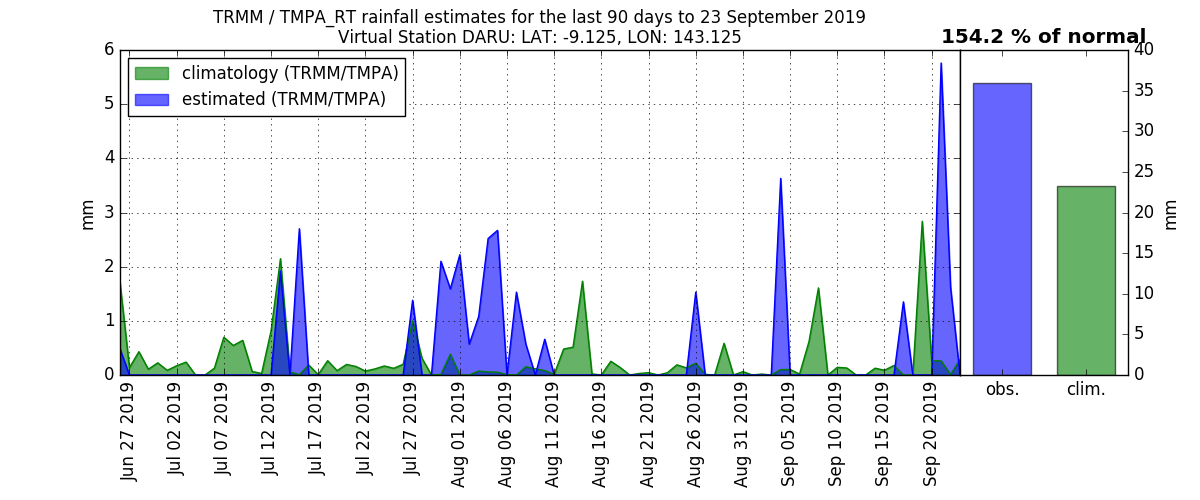 TRMM / TMPA_RT rainfall estimates for the last 90 days to 23 September 2019
Virtual Station DARU: LAT: -9.125, LON: 143.125
154.2 % of normal
climatology (TRMM/TMPA)
estimated (TRMM/TMPA)
mm
6
5
4
3
2
1
0
Jun 27 2019
Jul 02 2019
Jul 07 2019
Jul 12 2019
Jul 17 2019
Jul 22 2019
Jul 27 2019
Aug 01 2019
Aug 06 2019
Aug 11 2019
Aug 16 2019
Aug 21 2019
Aug 26 2019
Aug 31 2019
Sep 05 2019
Sep 10 2019
Sep 15 2019
Sep 20 2019
obs.
clim.
40
35
30
25
20
15
10
5
0
mm